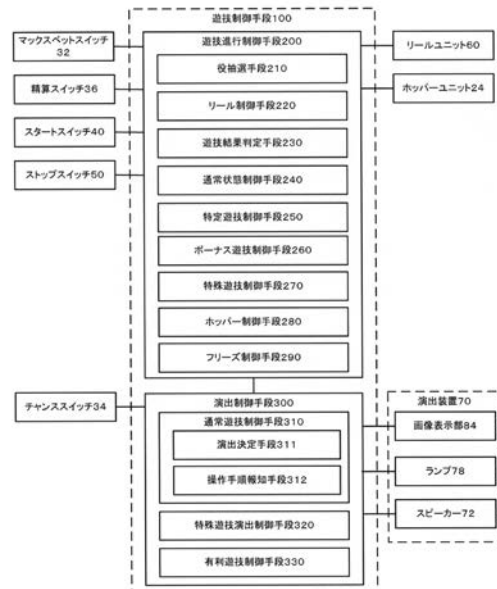 遊技制御手段100
遊技進行制御手段200
マックスベットスイッチ
32
精算スイッチ36
スタートスイッチ40
ストップスイッチ50
役抽選手段210
リール制御手段220
遊技結果判定手段230
通常状態制御手段240
特定遊技制御手段250
ボーナス遊技制御手段260
特殊遊技制御手段270
ホッパー制御手段280
フリーズ制御手段290
リールユニット60
ホッパーユニット24
チャンススイッチ34
演出制御手段300
通常遊技制御手段310
演出決定手段311
操作手順報知手段312
特殊遊技演出制御手段320
有利遊技制御手段330
演出装置70
画像表示部84
ランプ78
スピーカー72